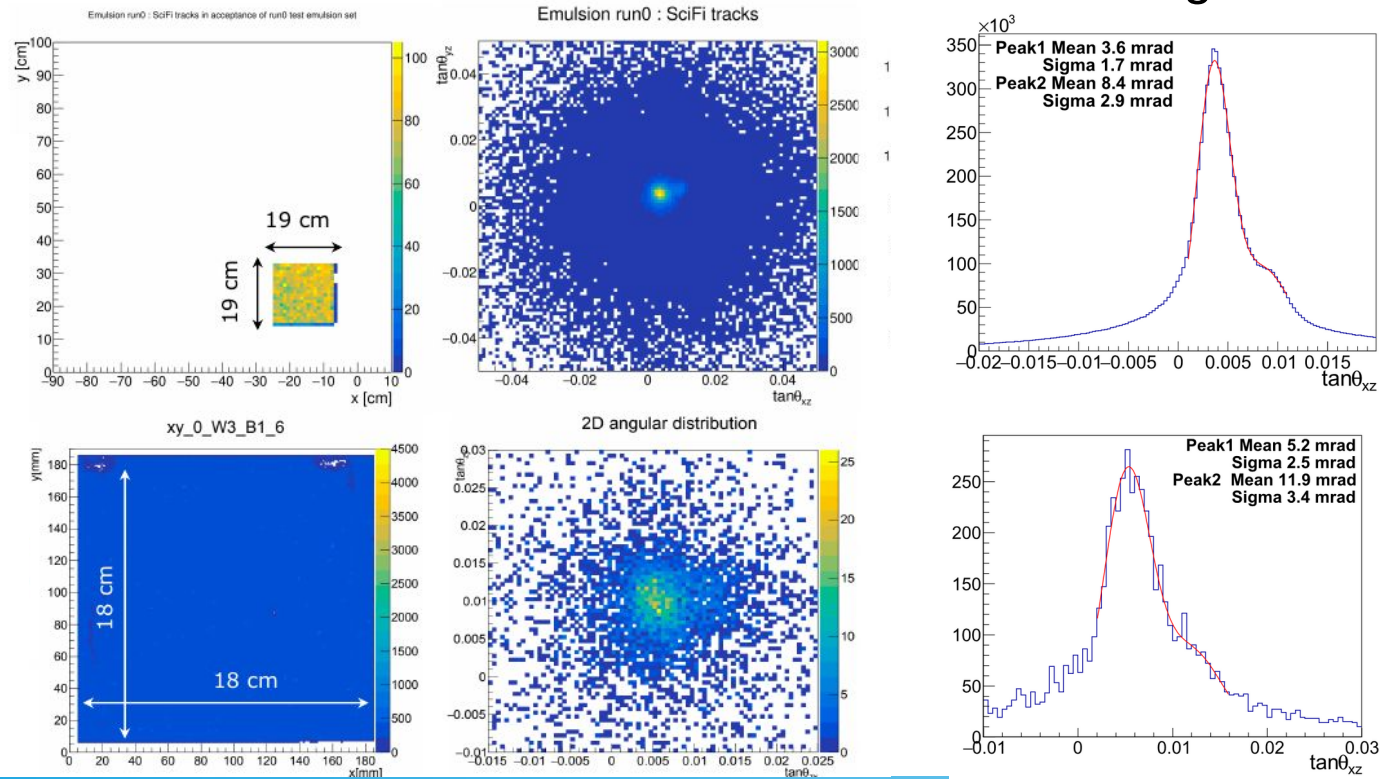 Emulsion run0 : SciFi tracks in acceptance of run0 test emulsion set
y [cm]
100
90
80
70
60
50
40
30
20
10
0
19 cm
19 cm
−90 −80 −70 −60 −50 −40 −30 −20 −10 0 10
x [cm]
100
80
60
40
20
0
Emulsion run0 : SciFi tracks
tanθyz
0.04
0.02
0
−0.02
−0.04
−0.04 −0.02 0 0.02 0.04
tanθxz
3000
2500
2000
1500
1000
500
0
1
1
1
1
×10³
Peak1 Mean 3.6 mrad
Sigma 1.7 mrad
Peak2 Mean 8.4 mrad
Sigma 2.9 mrad
350
300
250
200
150
100
50
0
−0.02 −0.015 −0.01 −0.005 0 0.005 0.01 0.015
tanθxz
xy_0_W3_B1_6
y[mm]
180
160
140
120
100
80
60
40
20
0
18 cm
18 cm
0 20 40 60 80 100 120 140 160 180
x[mm]
4500
4000
3500
3000
2500
2000
1500
1000
500
0
2D angular distribution
0.03
0.025
0.02
0.015
0.01
0.005
0
−0.005
−0.01
−0.015 −0.01 −0.005 0 0.005 0.01 0.015 0.02 0.025
25
20
15
10
5
0
Peak1 Mean 5.2 mrad
Sigma 2.5 mrad
Peak2 Mean 11.9 mrad
Sigma 3.4 mrad
250
200
150
100
50
0
−0.01 0 0.01 0.02 0.03
tanθxz